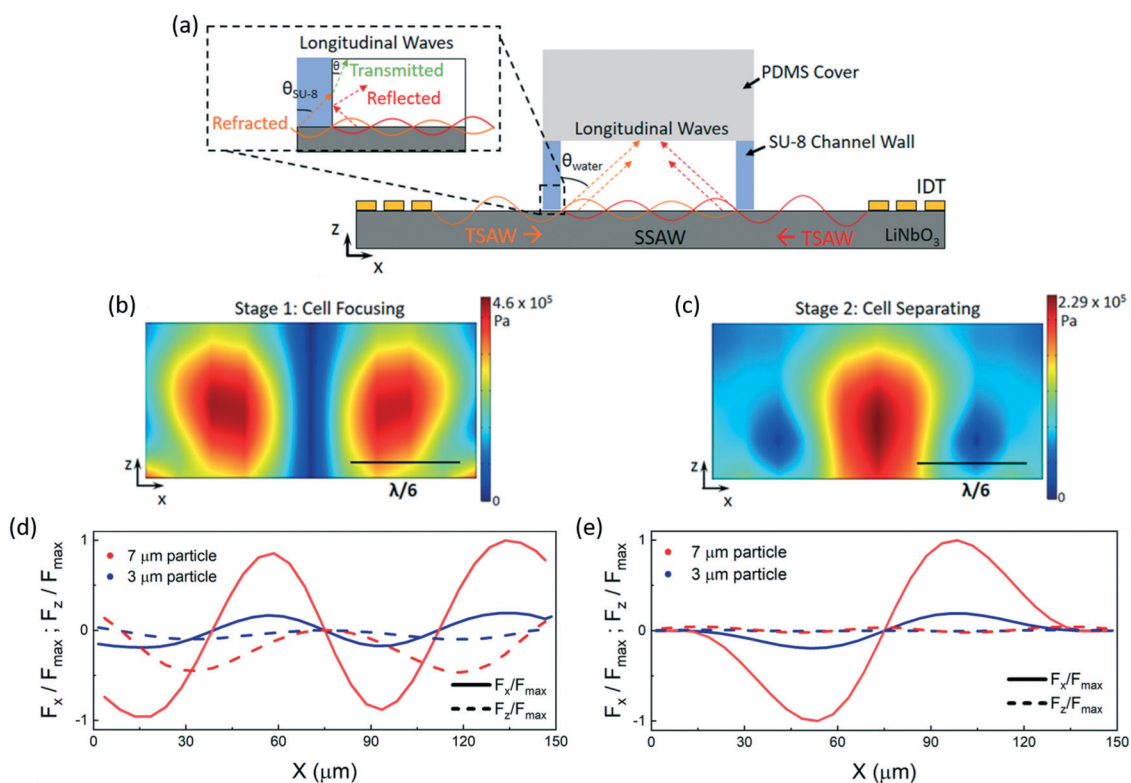 (a)
Longitudinal Waves
θ
Transmitted
θSU-8
Reflected
Refracted
PDMS Cover
Longitudinal Waves
SU-8 Channel Wall
θwater
IDT
TSAW →
SSAW
← TSAW
LiNbO3
z
x
(b)
Stage 1: Cell Focusing
4.6 x 10⁵
Pa
λ/6
0
z
x
(c)
Stage 2: Cell Separating
2.29 x 10⁵
Pa
λ/6
0
z
x
(d)
Fx / Fmax ; Fz / Fmax
1
0
-1
7 μm particle
3 μm particle
Fx/Fmax
Fz/Fmax
0 30 60 90 120 150
X (μm)
(e)
Fx / Fmax ; Fz / Fmax
1
0
-1
7 μm particle
3 μm particle
Fx/Fmax
Fz/Fmax
0 30 60 90 120 150
X (μm)